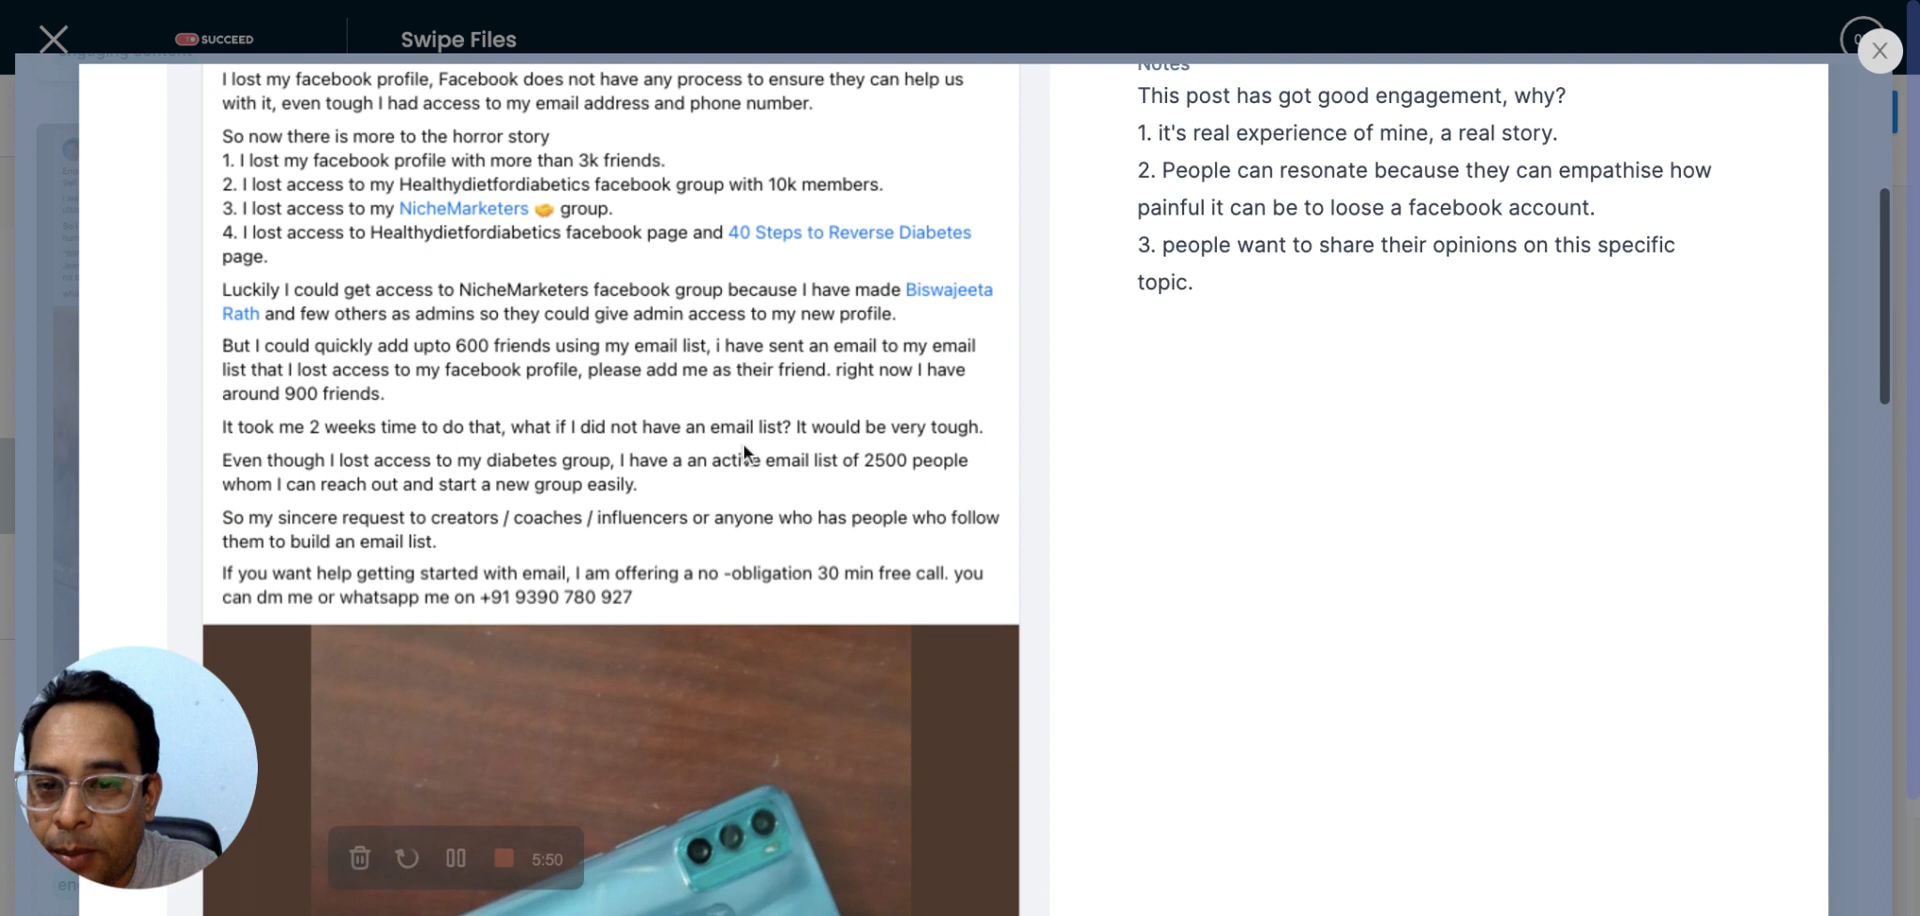 SUCCEED
Swipe Files
I lost my facebook profile, Facebook does not have any process to ensure they can help us
with it, even tough I had access to my email address and phone number.
So now there is more to the horror story
1. I lost my facebook profile with more than 3k friends.
2. I lost access to my Healthydietfordiabetics facebook group with 10k members.
3. I lost access to my NicheMarketers 🤝 group.
4. I lost access to Healthydietfordiabetics facebook page and 40 Steps to Reverse Diabetes
page.
Luckily I could get access to NicheMarketers facebook group because I have made Biswajeeta
Rath and few others as admins so they could give admin access to my new profile.
But I could quickly add upto 600 friends using my email list, i have sent an email to my email
list that I lost access to my facebook profile, please add me as their friend. right now I have
around 900 friends.
It took me 2 weeks time to do that, what if I did not have an email list? It would be very tough.
Even though I lost access to my diabetes group, I have a an active email list of 2500 people
whom I can reach out and start a new group easily.
So my sincere request to creators / coaches / influencers or anyone who has people who follow
them to build an email list.
If you want help getting started with email, I am offering a no -obligation 30 min free call. you
can dm me or whatsapp me on +91 9390 780 927
5:50
Notes
This post has got good engagement, why?
1. it's real experience of mine, a real story.
2. People can resonate because they can empathise how
painful it can be to loose a facebook account.
3. people want to share their opinions on this specific
topic.